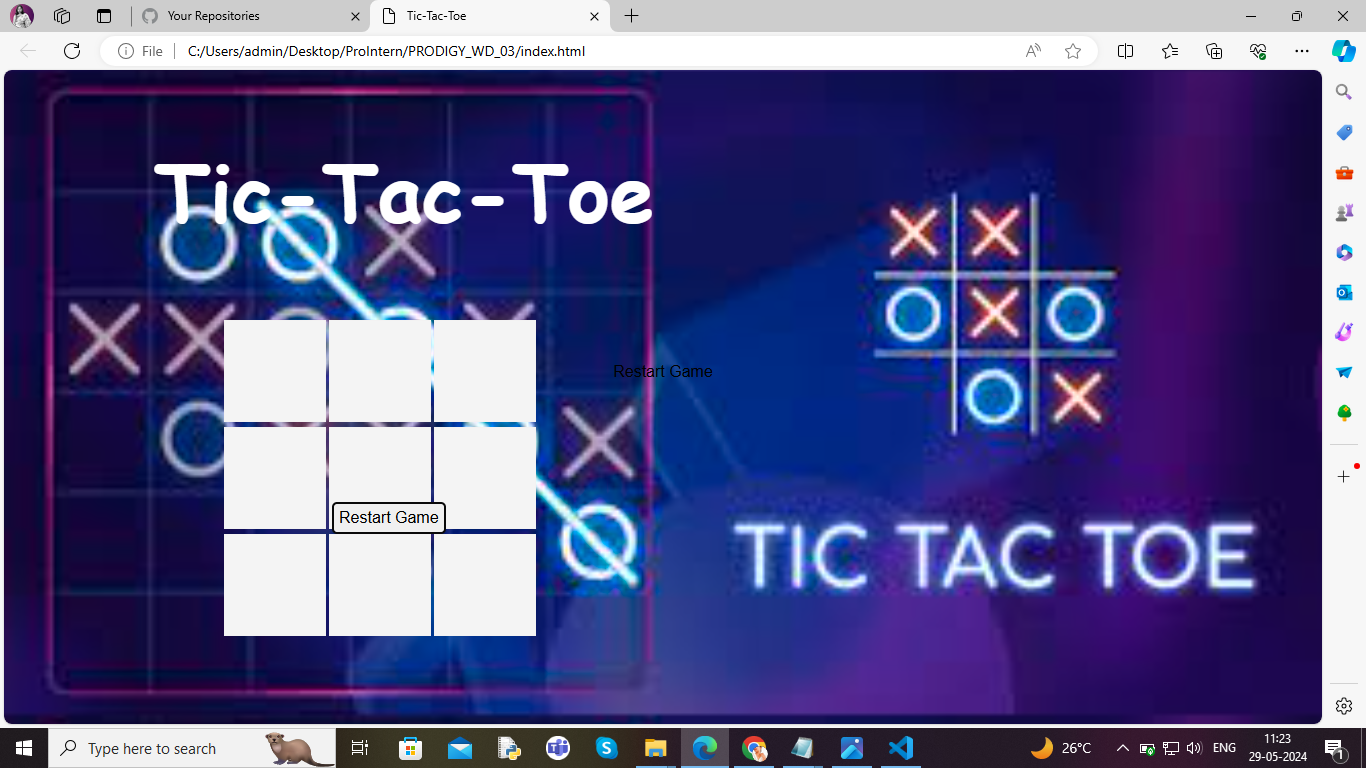 Your Repositories
Tic-Tac-Toe
File
C:/Users/admin/Desktop/ProIntern/PRODIGY_WD_03/index.html
Tic-Tac-Toe
Restart Game
Restart Game
TIC TAC TOE
Type here to search
26°C
ENG
11:23
29-05-2024
1